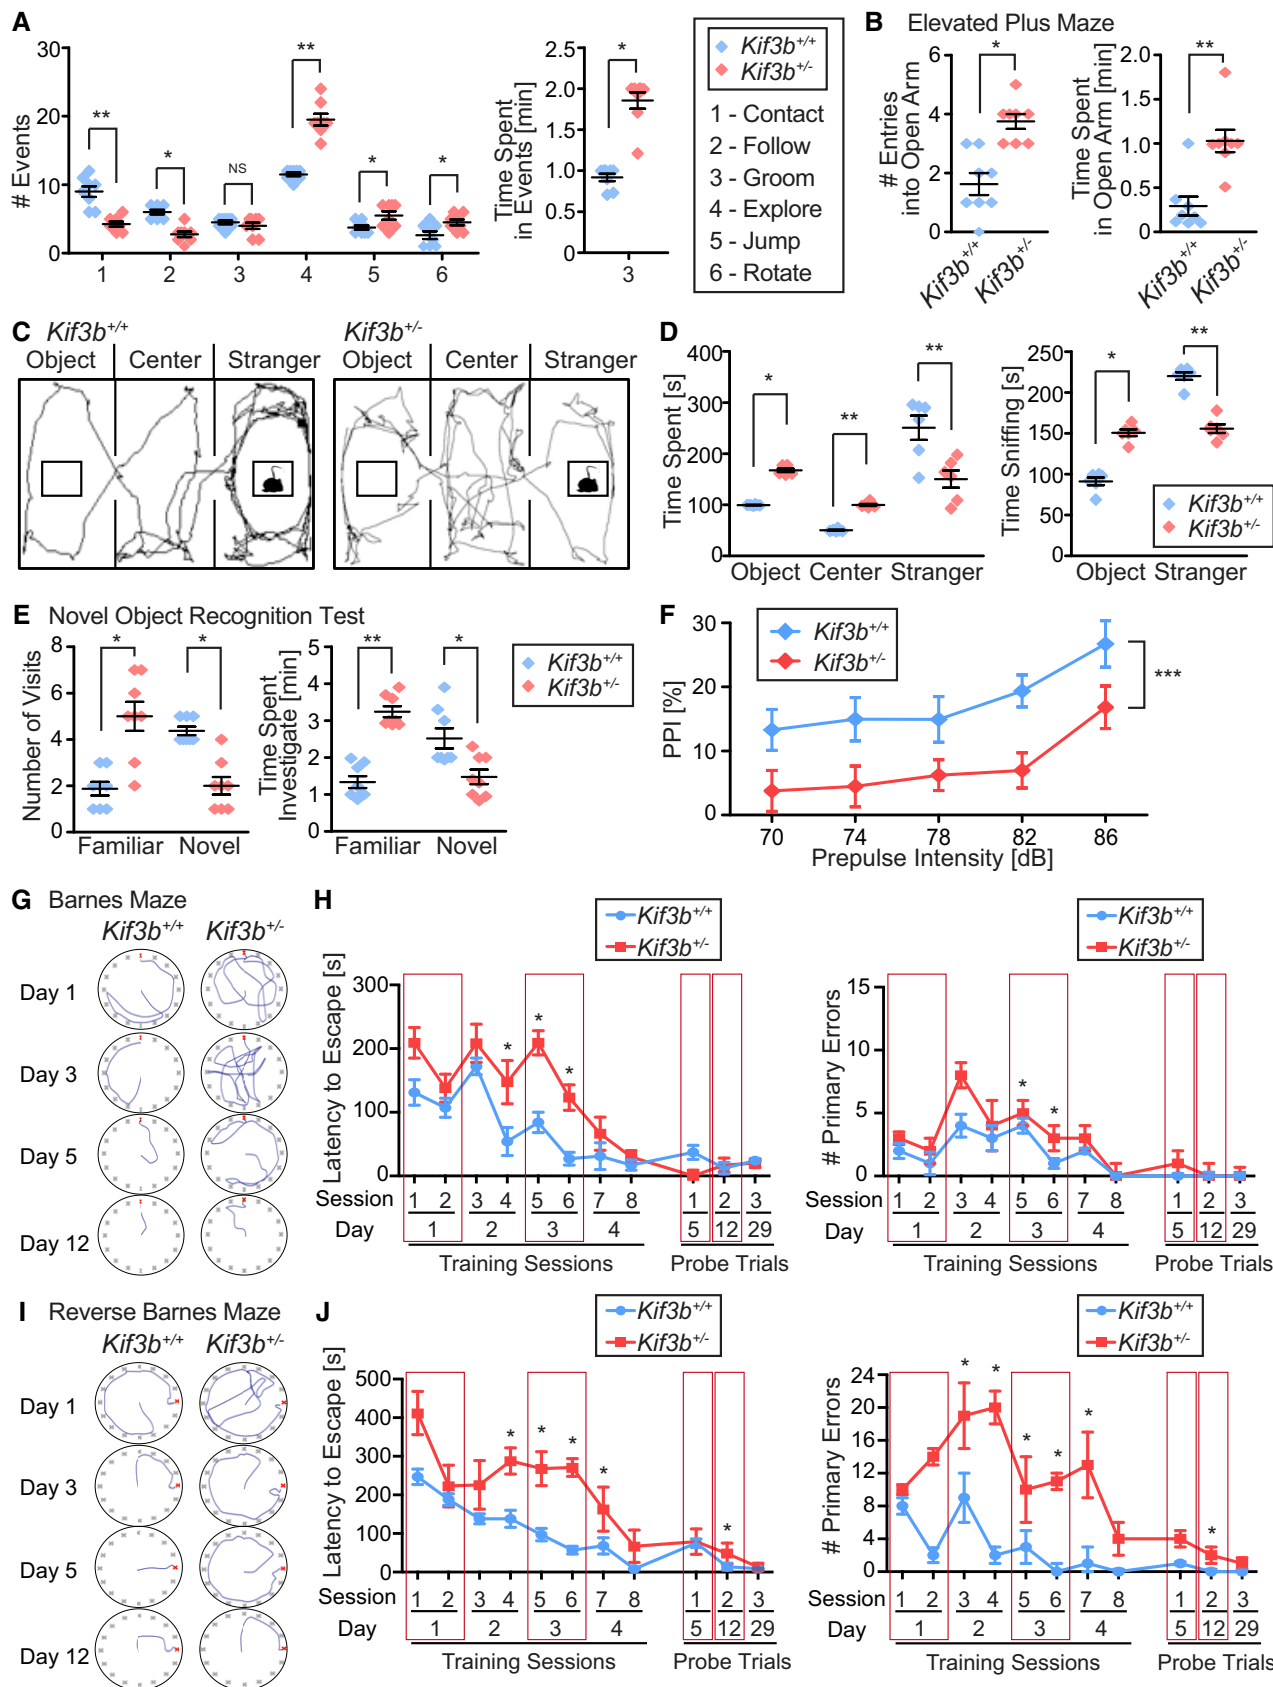 A
# Events
30
20
10
0
**
*
NS
**
*
*
1 2 3 4 5 6
Time Spent
in Events [min]
2.0
1.5
1.0
0.5
0
*
3
Kif3b+/+
Kif3b+/-
1 - Contact
2 - Follow
3 - Groom
4 - Explore
5 - Jump
6 - Rotate
B Elevated Plus Maze
# Entries
into Open Arm
6
4
2
0
*
Kif3b+/+ Kif3b+/-
Time Spent
in Open Arm [min]
2.0
1.5
1.0
0.5
0
**
Kif3b+/+ Kif3b+/-
C
Kif3b+/+
Object Center Stranger
Kif3b+/-
Object Center Stranger
D
Time Spent [s]
400
300
200
100
0
*
**
**
Object Center Stranger
Time Sniffing [s]
250
200
150
100
50
0
*
**
Kif3b+/+
Kif3b+/-
Object Stranger
E Novel Object Recognition Test
Number of Visits
8
6
4
2
0
*
*
Familiar Novel
Time Spent
Investigate [min]
5
4
3
2
1
0
**
*
Familiar Novel
Kif3b+/+
Kif3b+/-
F
PPI [%]
30
20
10
0
Kif3b+/+
Kif3b+/-
***
70 74 78 82 86
Prepulse Intensity [dB]
G Barnes Maze
Kif3b+/+ Kif3b+/-
Day 1
Day 3
Day 5
Day 12
H
Kif3b+/+
Kif3b+/-
Latency to Escape [s]
300
200
100
0
* * *
Session 1 2 3 4 5 6 7 8 1 2 3
Day 1 2 3 4 5 12 29
Training Sessions Probe Trials
Kif3b+/+
Kif3b+/-
# Primary Errors
15
10
5
0
* *
Session 1 2 3 4 5 6 7 8 1 2 3
Day 1 2 3 4 5 12 29
Training Sessions Probe Trials
I Reverse Barnes Maze
Kif3b+/+ Kif3b+/-
Day 1
Day 3
Day 5
Day 12
J
Kif3b+/+
Kif3b+/-
Latency to Escape [s]
500
400
300
200
100
0
* * * * *
Session 1 2 3 4 5 6 7 8 1 2 3
Day 1 2 3 4 5 12 29
Training Sessions Probe Trials
Kif3b+/+
Kif3b+/-
# Primary Errors
24
20
16
12
8
4
0
* * * * * *
Session 1 2 3 4 5 6 7 8 1 2 3
Day 1 2 3 4 5 12 29
Training Sessions Probe Trials